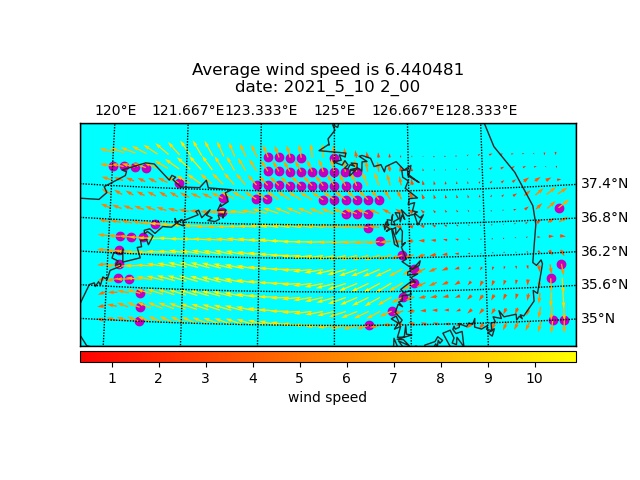 Average wind speed is 6.440481
date: 2021_5_10 2_00
120°E 121.667°E 123.333°E 125°E 126.667°E 128.333°E
37.4°N
36.8°N
36.2°N
35.6°N
35°N
1 2 3 4 5 6 7 8 9 10
wind speed